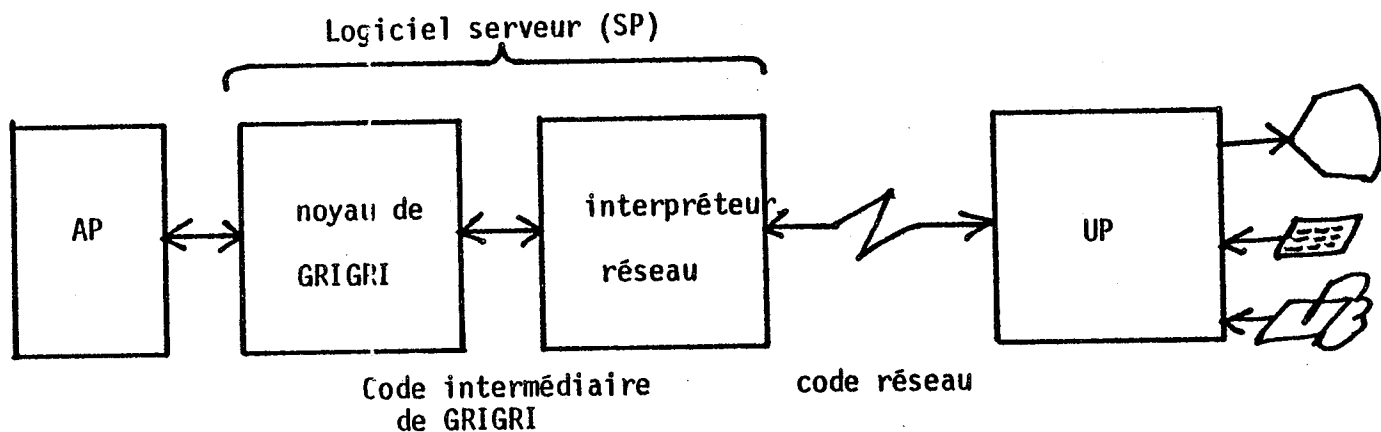 Logiciel serveur (SP)
AP
noyau de
GRIGRI
interpréteur
réseau
UP
Code intermédiaire
de GRIGRI
code réseau